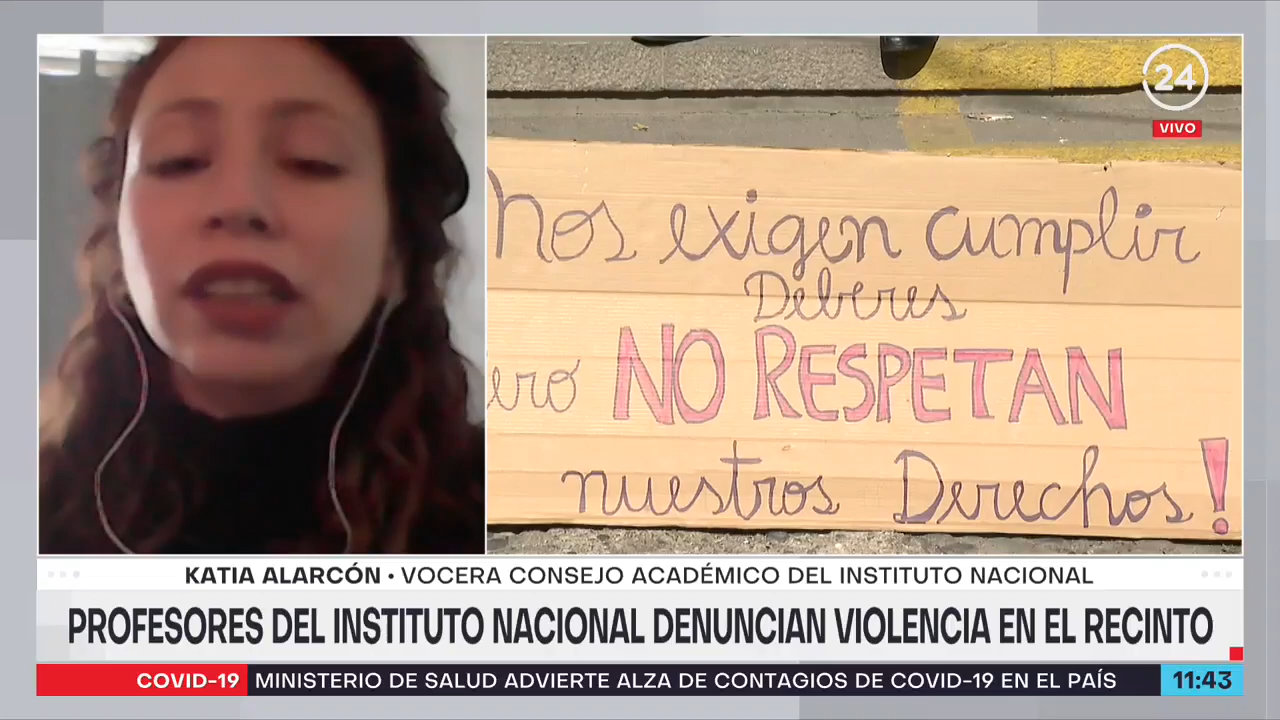 24
VIVO
Nos exigen cumplir
Deberes
ero NO RESPETAN
nuestros Derechos!
KATIA ALARCÓN • VOCERA CONSEJO ACADÉMICO DEL INSTITUTO NACIONAL
PROFESORES DEL INSTITUTO NACIONAL DENUNCIAN VIOLENCIA EN EL RECINTO
COVID-19 MINISTERIO DE SALUD ADVIERTE ALZA DE CONTAGIOS DE COVID-19 EN EL PAÍS 11:43